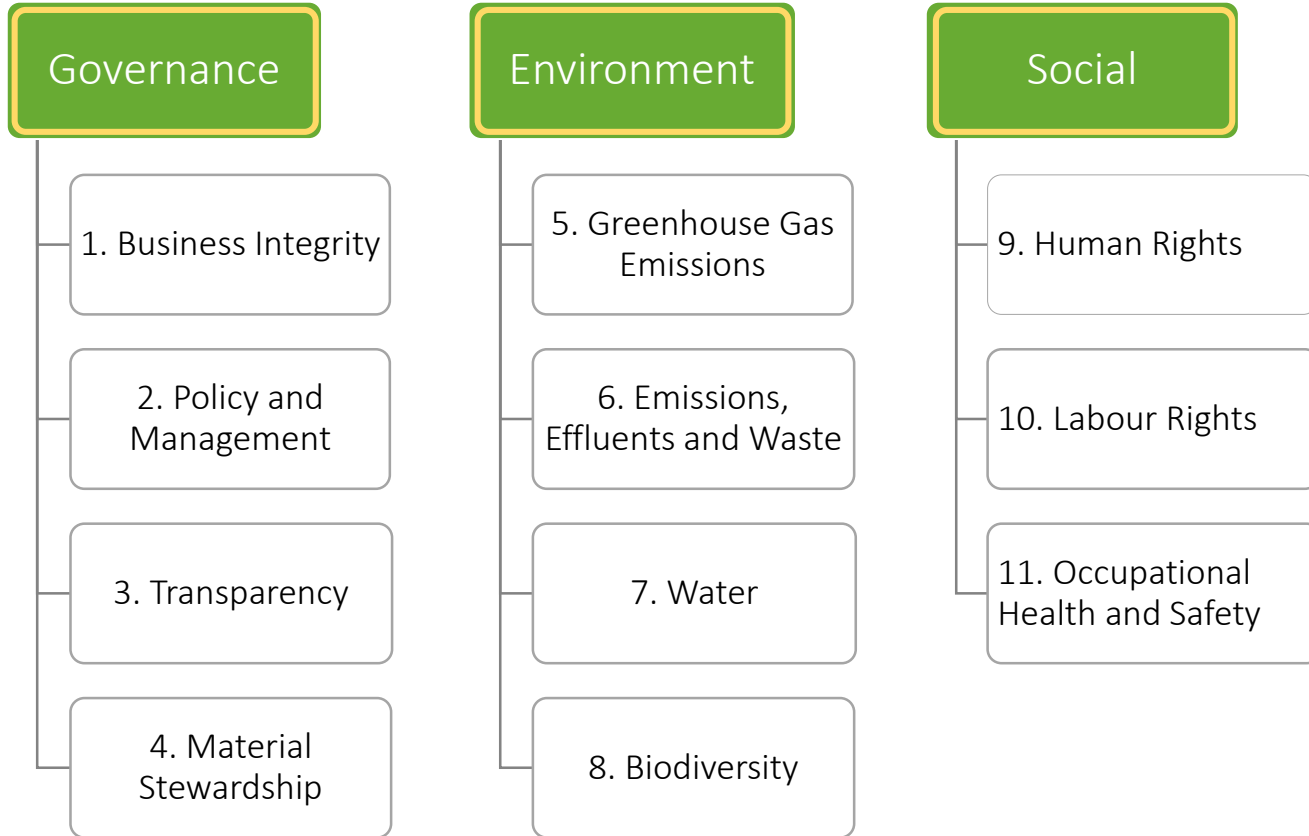 Governance
1. Business Integrity
2. Policy and
Management
3. Transparency
4. Material
Stewardship
Environment
5. Greenhouse Gas
Emissions
6. Emissions,
Effluents and Waste
7. Water
8. Biodiversity
Social
9. Human Rights
10. Labour Rights
11. Occupational
Health and Safety